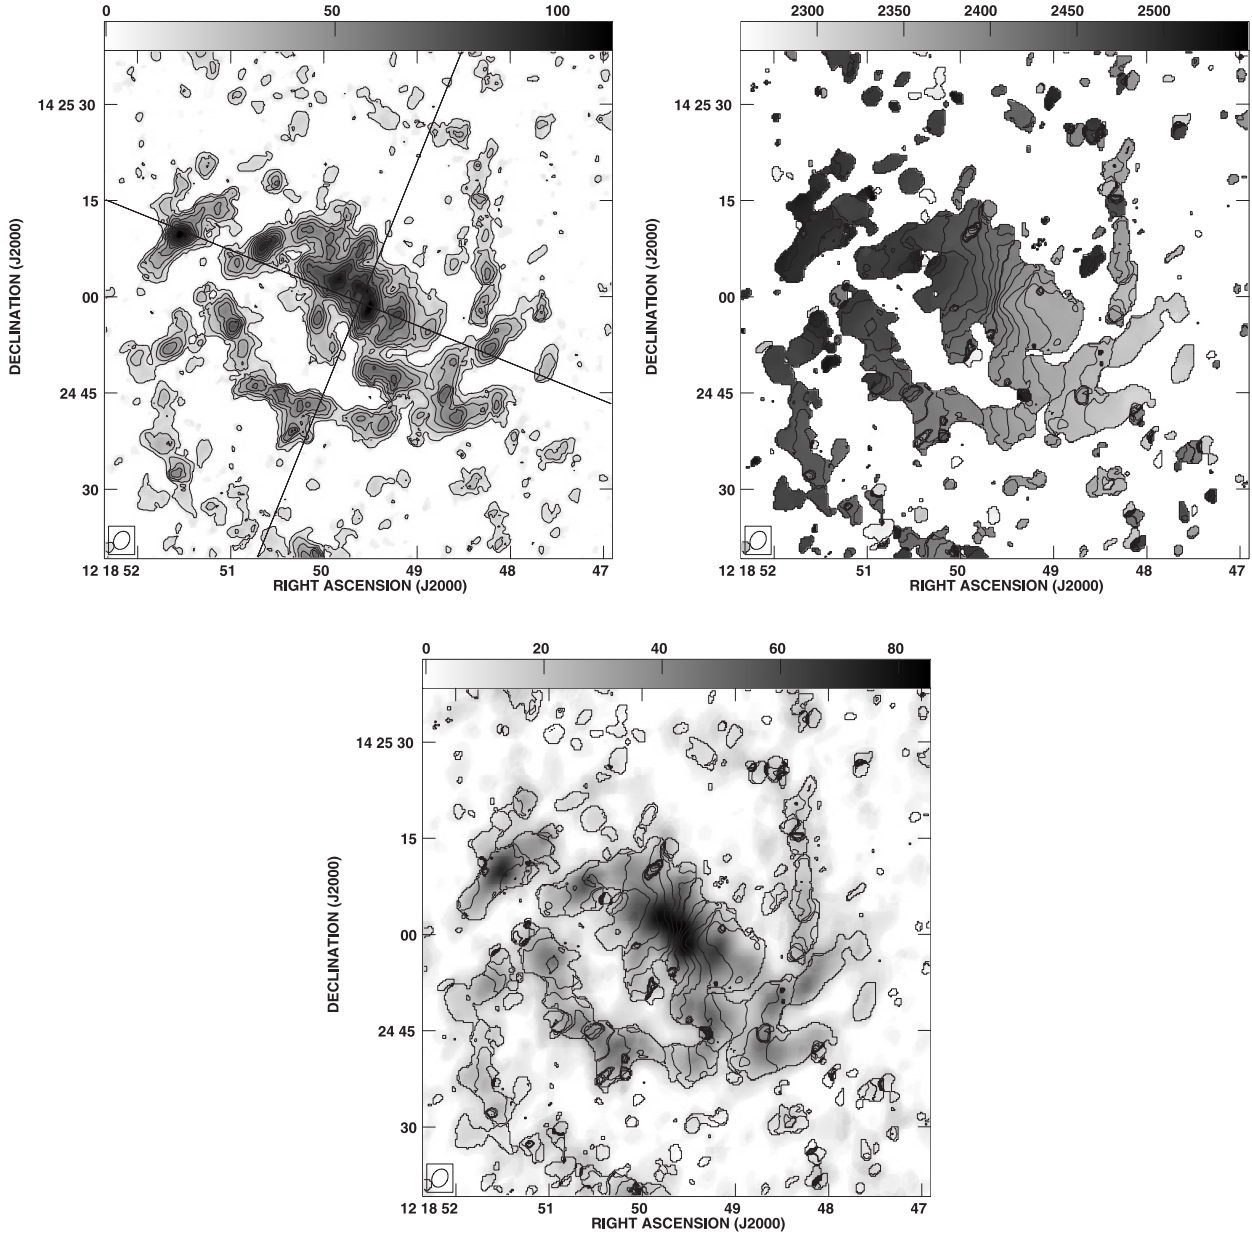 0 50 100
14 25 30
15
00
24 45
30
DECLINATION (J2000)
12 18 52 51 50 49 48 47
RIGHT ASCENSION (J2000)
2300 2350 2400 2450 2500
14 25 30
15
00
24 45
30
DECLINATION (J2000)
12 18 52 51 50 49 48 47
RIGHT ASCENSION (J2000)
0 20 40 60 80
14 25 30
15
00
24 45
30
DECLINATION (J2000)
12 18 52 51 50 49 48 47
RIGHT ASCENSION (J2000)